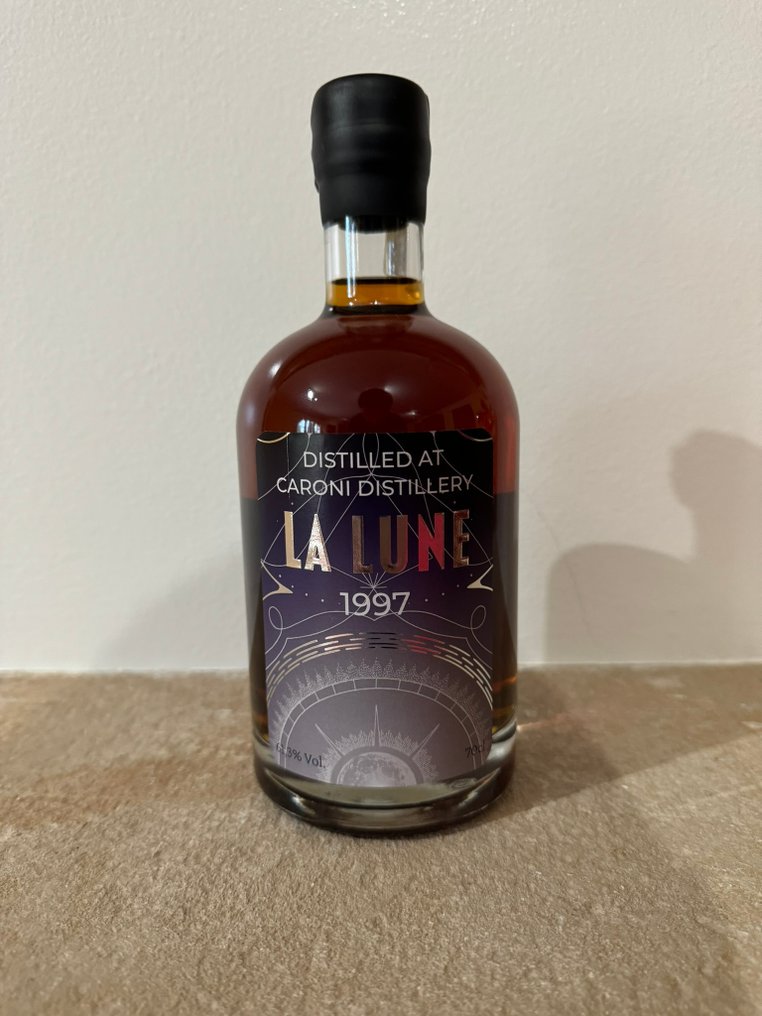 DISTILLED AT
CARONI DISTILLERY
LA LUNE
1997
Vol.
70cl